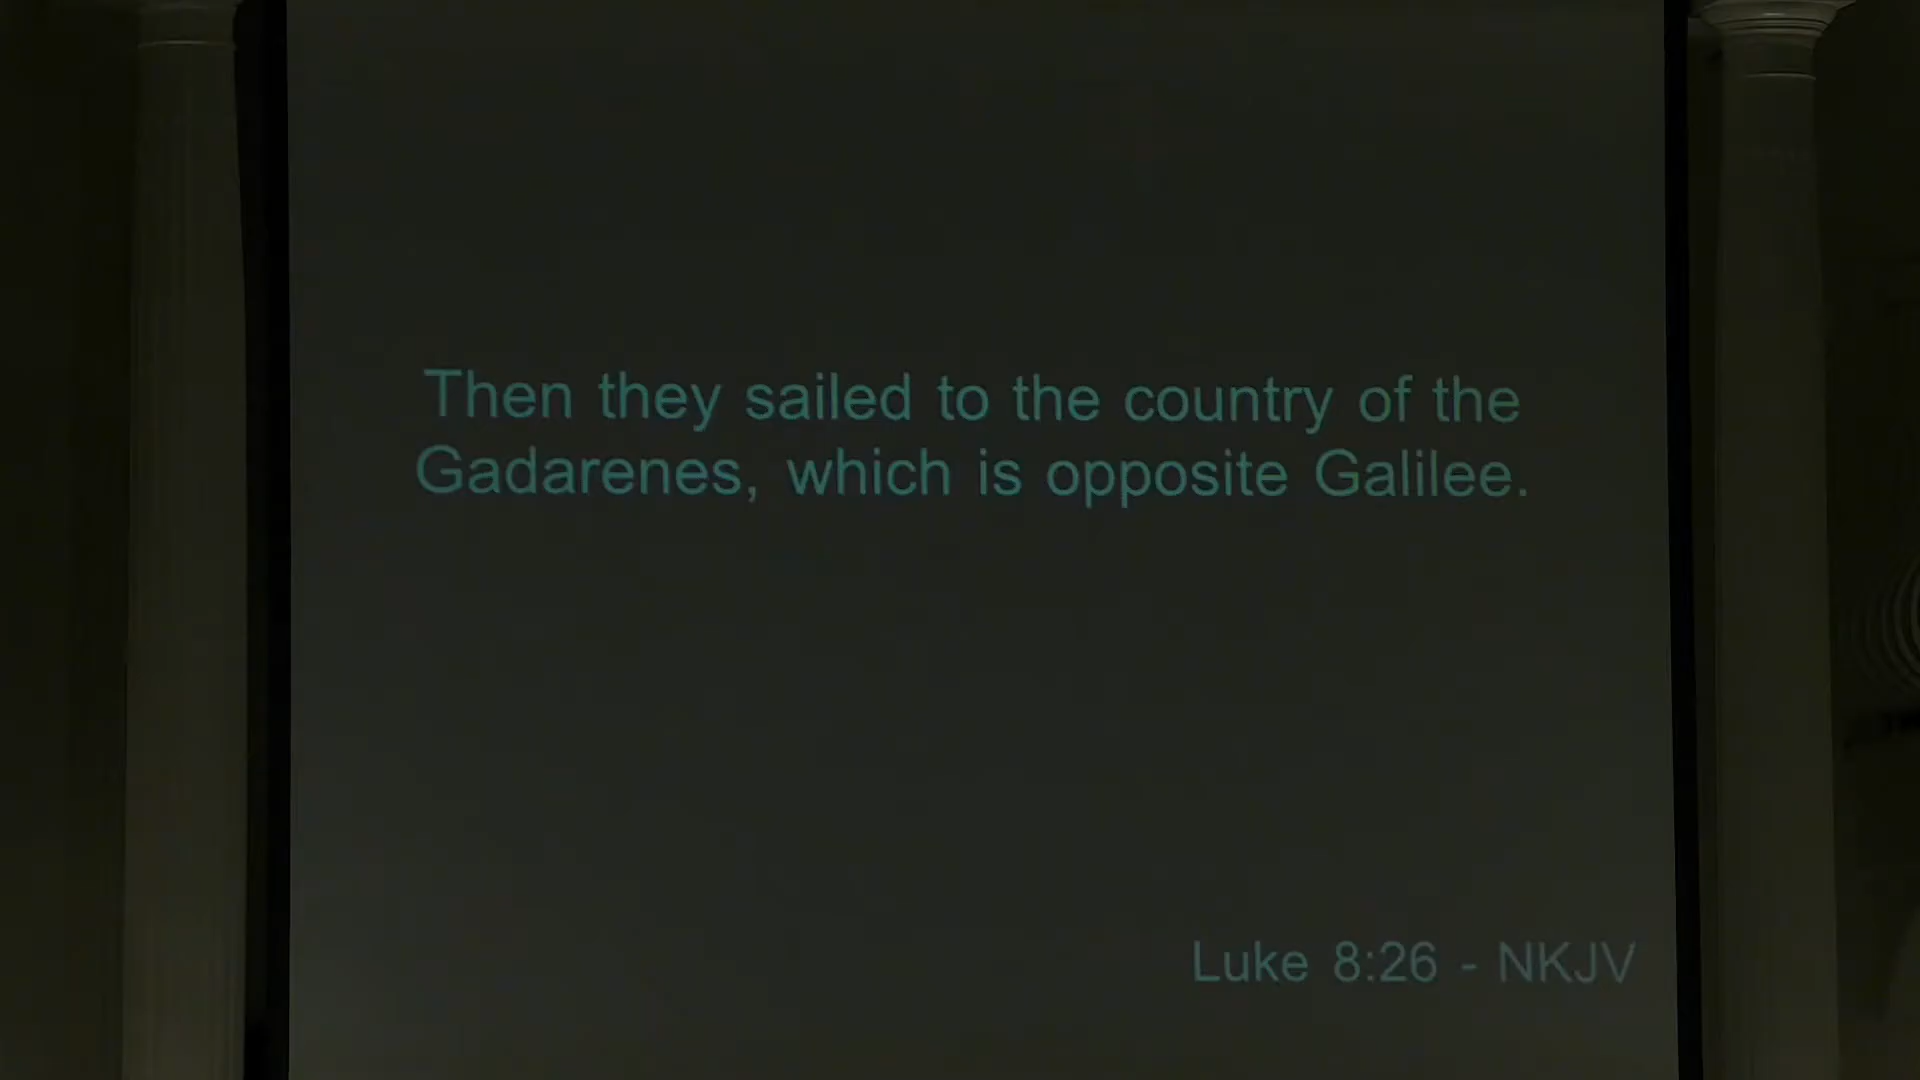 Then they sailed to the country of the
Gadarenes, which is opposite Galilee.
Luke 8:26 - NKJV